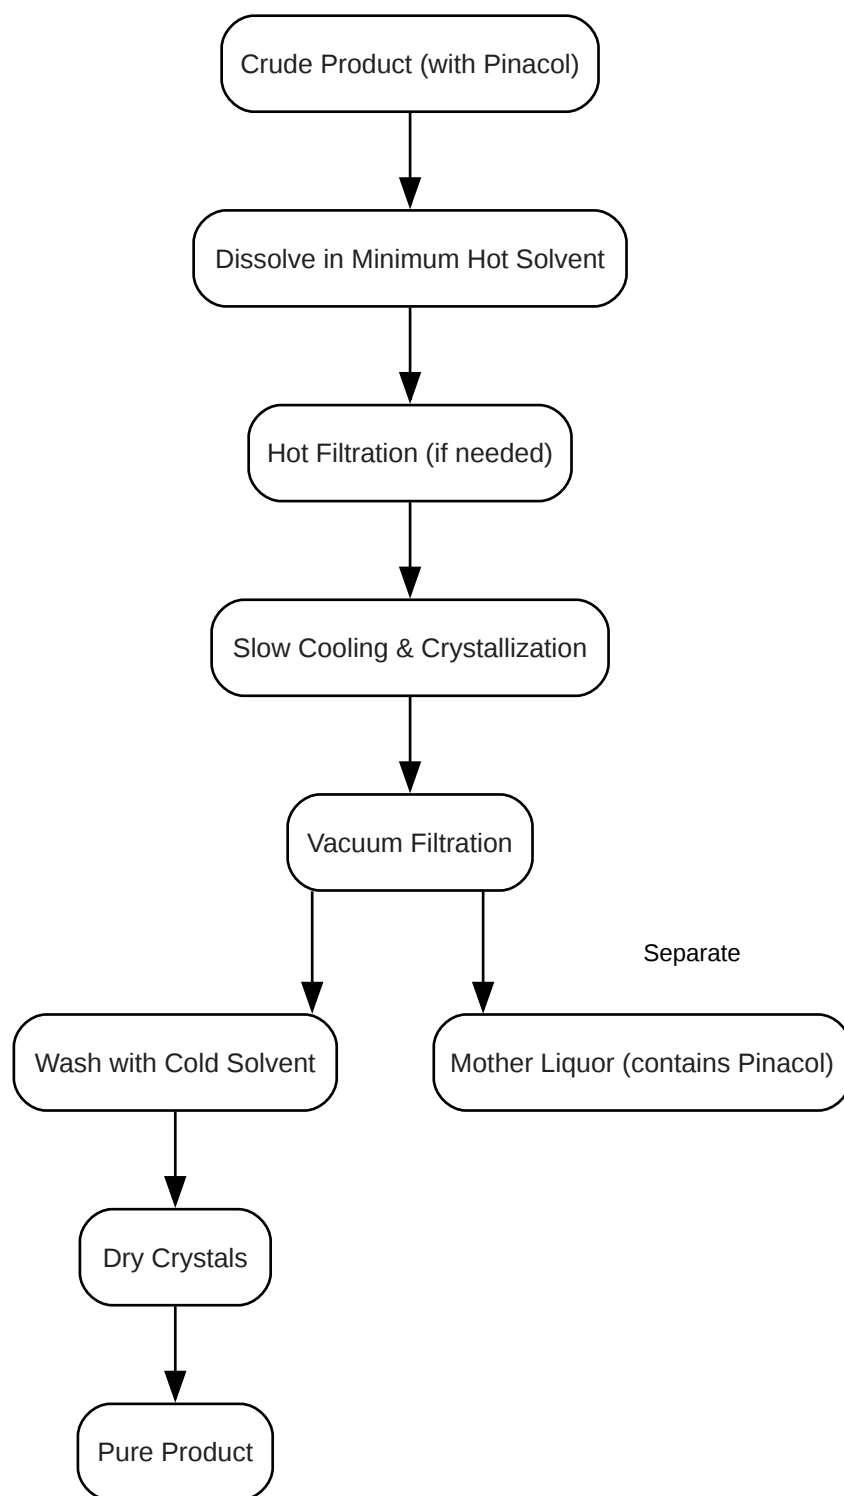 Crude Product (with Pinacol)
Dissolve in Minimum Hot Solvent
Hot Filtration (if needed)
Slow Cooling & Crystallization
Vacuum Filtration
Separate
Wash with Cold Solvent
Mother Liquor (contains Pinacol)
Dry Crystals
Pure Product